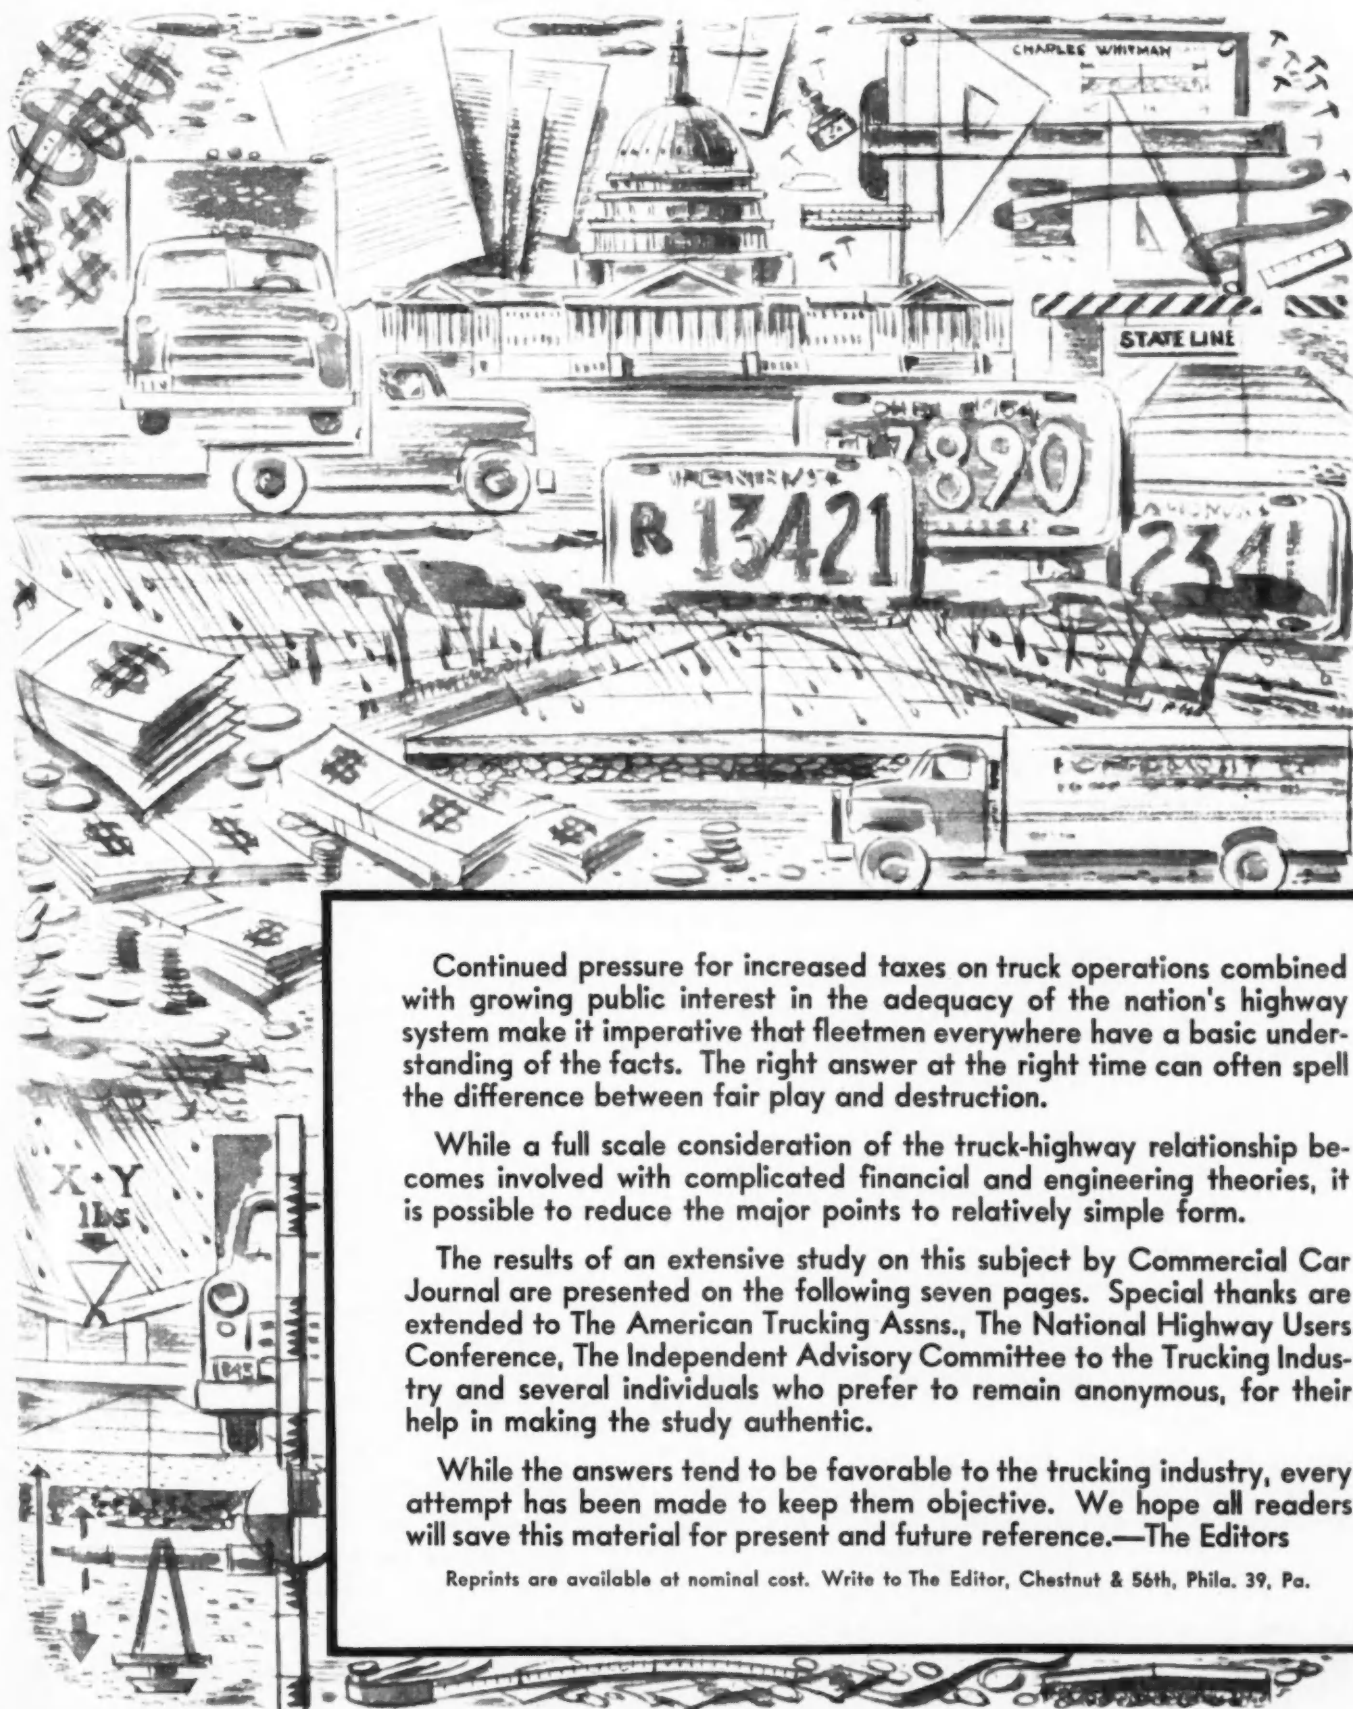 CHARLES WHITMAN
STATE LINE
7890
R 13421
234
X Y
lbs
Continued pressure for increased taxes on truck operations combined
with growing public interest in the adequacy of the nation's highway
system make it imperative that fleetmen everywhere have a basic under-
standing of the facts. The right answer at the right time can often spell
the difference between fair play and destruction.
While a full scale consideration of the truck-highway relationship be-
comes involved with complicated financial and engineering theories, it
is possible to reduce the major points to relatively simple form.
The results of an extensive study on this subject by Commercial Car
Journal are presented on the following seven pages. Special thanks are
extended to The American Trucking Assns., The National Highway Users
Conference, The Independent Advisory Committee to the Trucking Indus-
try and several individuals who prefer to remain anonymous, for their
help in making the study authentic.
While the answers tend to be favorable to the trucking industry, every
attempt has been made to keep them objective. We hope all readers
will save this material for present and future reference.—The Editors
Reprints are available at nominal cost. Write to The Editor, Chestnut & 56th, Phila. 39, Pa.